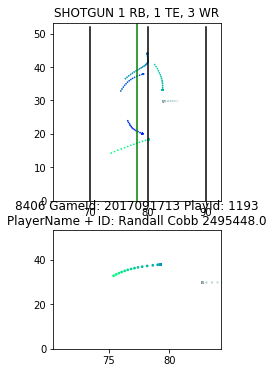 SHOTGUN 1 RB, 1 TE, 3 WR
50
40
30
20
10
0
70 80 90
8406 GameId: 2017091713 PlayId: 1193
PlayerName + ID: Randall Cobb 2495448.0
40
20
0
75 80